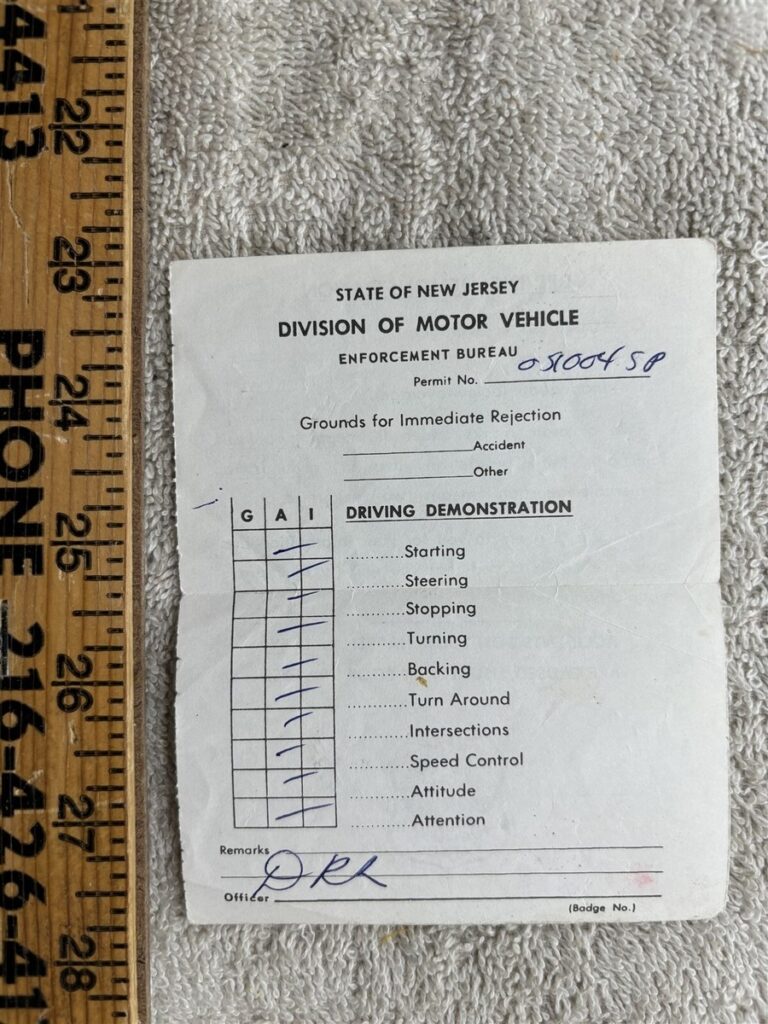 4413
22
23
24
25
26
27
28
PHONE 216-426-41
STATE OF NEW JERSEY
DIVISION OF MOTOR VEHICLE
ENFORCEMENT BUREAU
Permit No.
Grounds for Immediate Rejection
Accident
Other
G A I DRIVING DEMONSTRATION
Starting
Steering
Stopping
Turning
Backing
Turn Around
Intersections
Speed Control
Attitude
Attention
Remarks
Officer
(Badge No.)